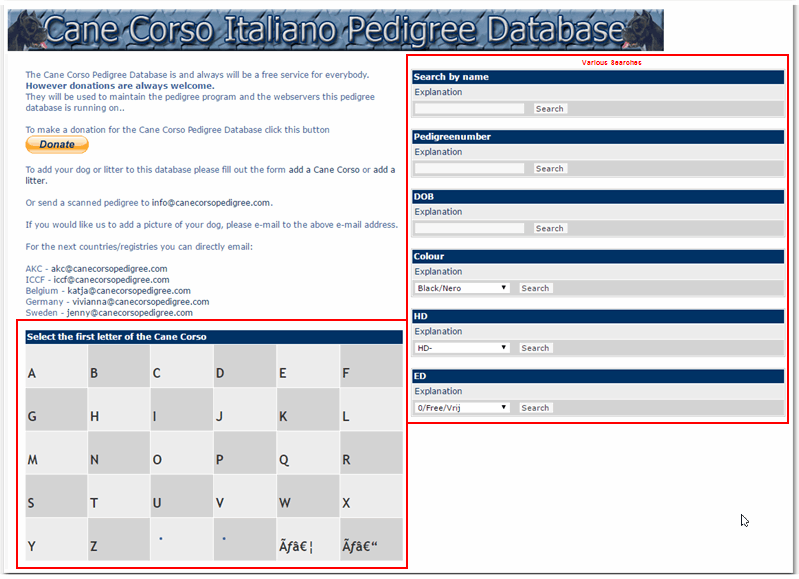 Cane Corso Italiano Pedigree Database
The Cane Corso Pedigree Database is and always will be a free service for everybody.
However donations are always welcome.
They will be used to maintain the pedigree program and the webservers this pedigree
database is running on..
To make a donation for the Cane Corso Pedigree Database click this button
Donate
To add your dog or litter to this database please fill out the form add a Cane Corso or add a
litter.
Or send a scanned pedigree to info@canecorsopedigree.com.
If you would like us to add a picture of your dog, please e-mail to the above e-mail address.
For the next countries/registries you can directly email:
AKC - akc@canecorsopedigree.com
ICCF - iccf@canecorsopedigree.com
Belgium - katja@canecorsopedigree.com
Germany - vivianna@canecorsopedigree.com
Sweden - jenny@canecorsopedigree.com
Select the first letter of the Cane Corso
A B C D E F
G H I J K L
M N O P Q R
S T U V W X
Y Z * * Ãƒâ€¦ Ãƒâ€“
Various Searches
Search by name
Explanation
Search
Pedigreenumber
Explanation
Search
DOB
Explanation
Search
Colour
Explanation
Black/Nero Search
HD
Explanation
HD- Search
ED
Explanation
0/Free/Vrij Search